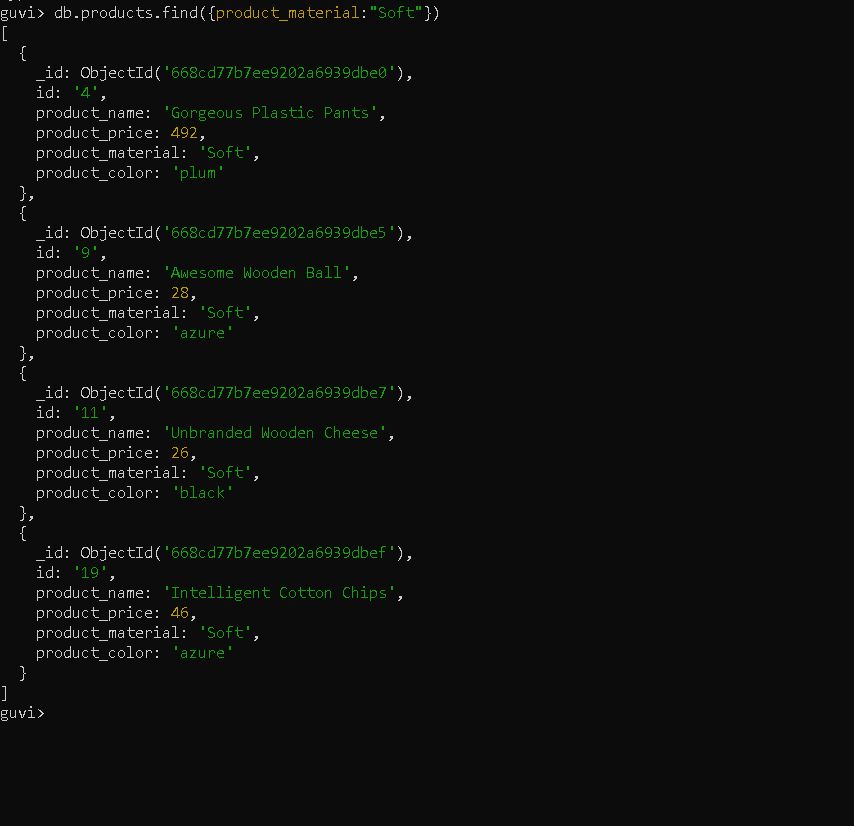 guvi> db.products.find({product_material:"Soft"})
[
  {
    _id: ObjectId('668cd77b7ee9202a6939dbe0'),
    id: '4',
    product_name: 'Gorgeous Plastic Pants',
    product_price: 492,
    product_material: 'Soft',
    product_color: 'plum'
  },
  {
    _id: ObjectId('668cd77b7ee9202a6939dbe5'),
    id: '9',
    product_name: 'Awesome Wooden Ball',
    product_price: 28,
    product_material: 'Soft',
    product_color: 'azure'
  },
  {
    _id: ObjectId('668cd77b7ee9202a6939dbe7'),
    id: '11',
    product_name: 'Unbranded Wooden Cheese',
    product_price: 26,
    product_material: 'Soft',
    product_color: 'black'
  },
  {
    _id: ObjectId('668cd77b7ee9202a6939dbef'),
    id: '19',
    product_name: 'Intelligent Cotton Chips',
    product_price: 46,
    product_material: 'Soft',
    product_color: 'azure'
  }
]
guvi>